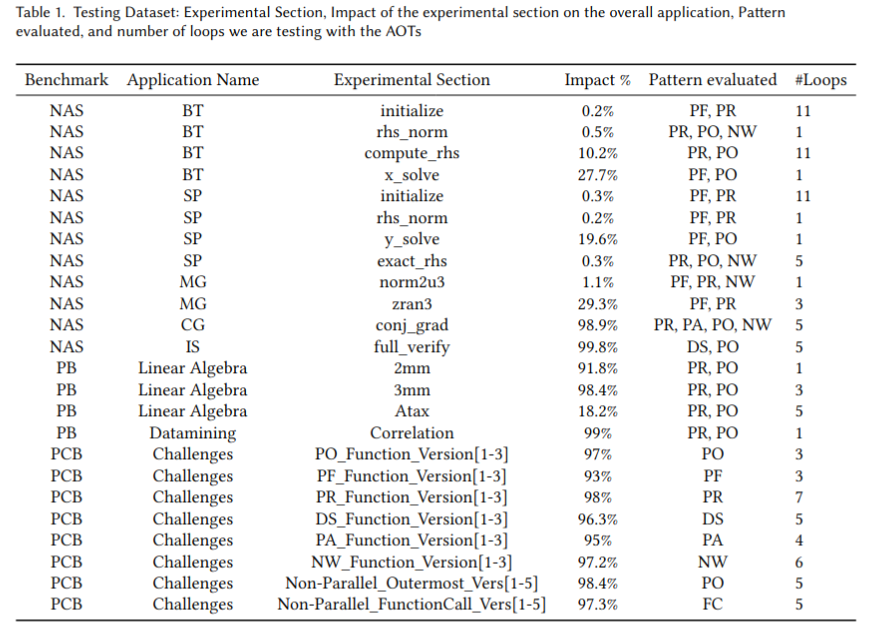 Table 1. Testing Dataset: Experimental Section, Impact of the experimental section on the overall application, Pattern
evaluated, and number of loops we are testing with the AOTs
Benchmark Application Name Experimental Section Impact % Pattern evaluated #Loops
NAS BT initialize 0.2% PF, PR 11
NAS BT rhs_norm 0.5% PR, PO, NW 1
NAS BT compute_rhs 10.2% PR, PO 11
NAS BT x_solve 27.7% PF, PO 1
NAS SP initialize 0.3% PF, PR 11
NAS SP rhs_norm 0.2% PF, PR 1
NAS SP y_solve 19.6% PF, PO 1
NAS SP exact_rhs 0.3% PR, PO, NW 5
NAS MG norm2u3 1.1% PF, PR, NW 1
NAS MG zran3 29.3% PF, PR 3
NAS CG conj_grad 98.9% PR, PA, PO, NW 5
NAS IS full_verify 99.8% DS, PO 5
PB Linear Algebra 2mm 91.8% PR, PO 1
PB Linear Algebra 3mm 98.4% PR, PO 3
PB Linear Algebra Atax 18.2% PR, PO 5
PB Datamining Correlation 99% PR, PO 1
PCB Challenges PO_Function_Version[1-3] 97% PO 3
PCB Challenges PF_Function_Version[1-3] 93% PF 3
PCB Challenges PR_Function_Version[1-3] 98% PR 7
PCB Challenges DS_Function_Version[1-3] 96.3% DS 5
PCB Challenges PA_Function_Version[1-3] 95% PA 4
PCB Challenges NW_Function_Version[1-3] 97.2% NW 6
PCB Challenges Non-Parallel_Outermost_Vers[1-5] 98.4% PO 5
PCB Challenges Non-Parallel_FunctionCall_Vers[1-5] 97.3% FC 5